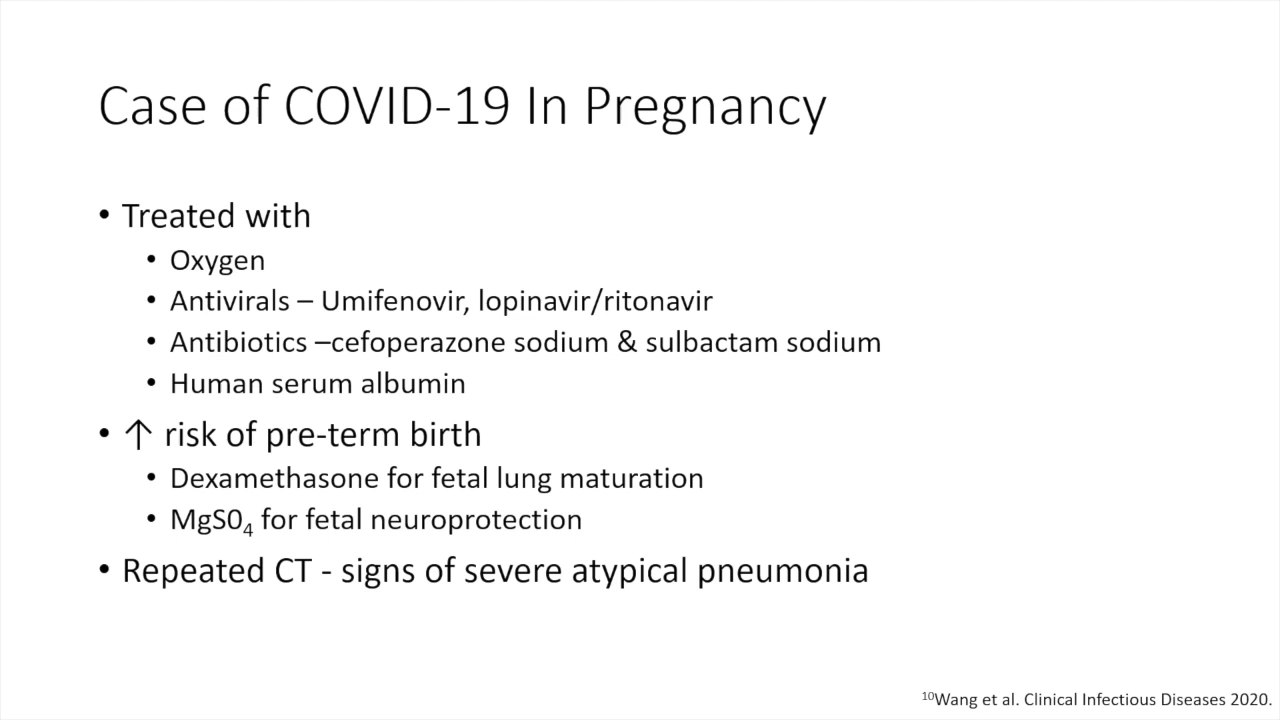 Case of COVID-19 In Pregnancy
• Treated with
• Oxygen
• Antivirals – Umifenovir, lopinavir/ritonavir
• Antibiotics –cefoperazone sodium & sulbactam sodium
• Human serum albumin
• ↑ risk of pre-term birth
• Dexamethasone for fetal lung maturation
• MgS0₄ for fetal neuroprotection
• Repeated CT - signs of severe atypical pneumonia
¹⁰Wang et al. Clinical Infectious Diseases 2020.